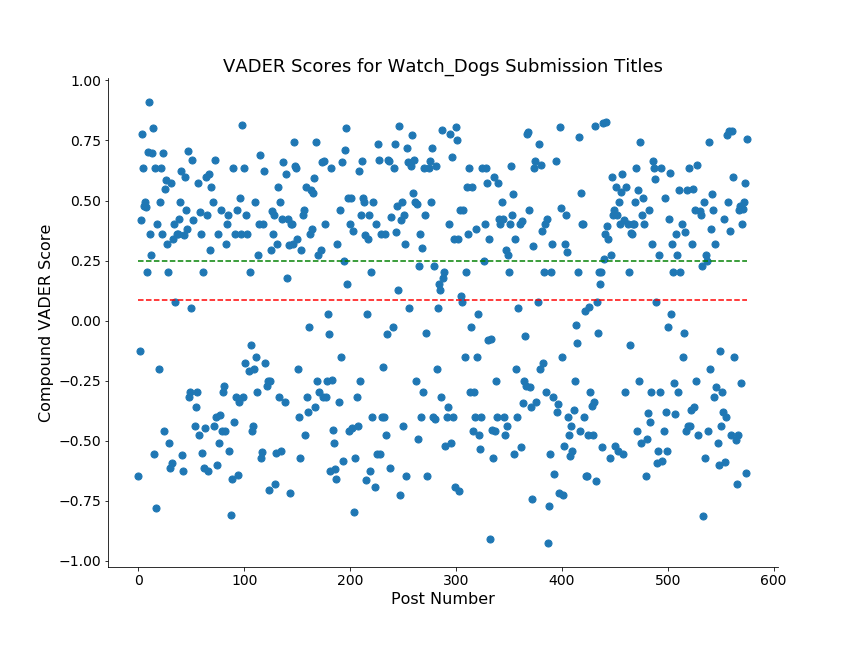 VADER Scores for Watch_Dogs Submission Titles
1.00
0.75
0.50
0.25
0.00
−0.25
−0.50
−0.75
−1.00
Compound VADER Score
0 100 200 300 400 500 600
Post Number